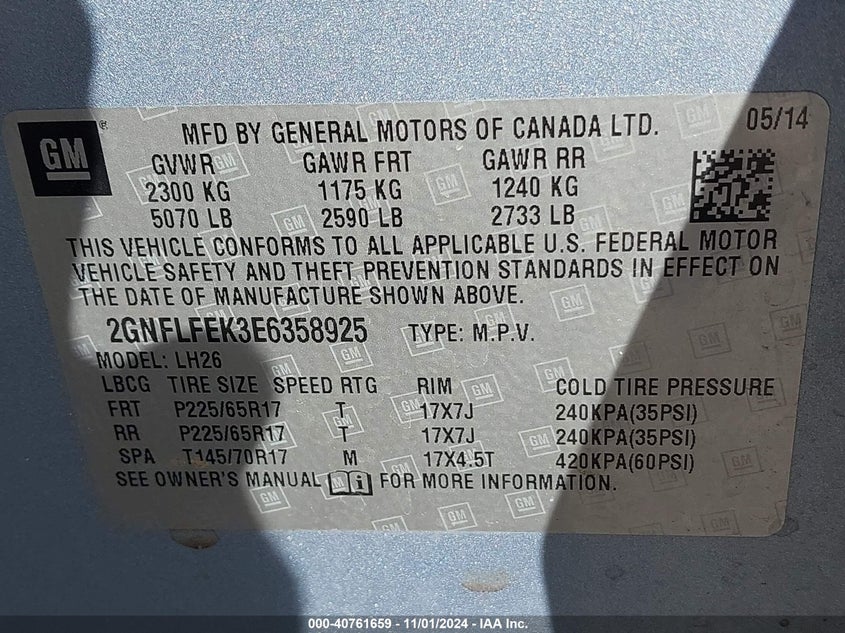 GM ® MFD BY GENERAL MOTORS OF CANADA LTD. 05/14
GVWR GAWR FRT GAWR RR
2300 KG 1175 KG 1240 KG
5070 LB 2590 LB 2733 LB
THIS VEHICLE CONFORMS TO ALL APPLICABLE U.S. FEDERAL MOTOR
VEHICLE SAFETY AND THEFT PREVENTION STANDARDS IN EFFECT ON
THE DATE OF MANUFACTURE SHOWN ABOVE.
2GNFLFEK3E6358925 TYPE: M.P.V.
MODEL: LH26
LBCG TIRE SIZE SPEED RTG RIM COLD TIRE PRESSURE
FRT P225/65R17 T 17X7J 240KPA(35PSI)
RR P225/65R17 T 17X7J 240KPA(35PSI)
SPA T145/70R17 M 17X4.5T 420KPA(60PSI)
SEE OWNER'S MANUAL i FOR MORE INFORMATION.
000-40761659 - 11/01/2024 - IAA Inc.